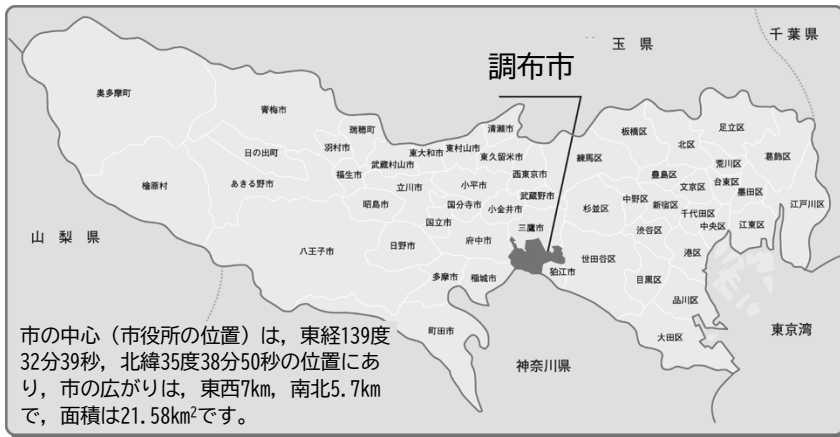 千葉県
玉県
調布市
奥多摩町
青梅市
瑞穂町
清瀬市
板橋区
北区
足立区
日の出町
羽村市
東大和市
東村山市
東久留米市
練馬区
荒川区
葛飾区
檜原村
あきる野市
福生市
武蔵村山市
立川市
小平市
西東京市
豊島区
文京区
台東区
墨田区
昭島市
国分寺市
小金井市
武蔵野市
杉並区
中野区
新宿区
千代田区
江戸川区
山梨県
国立市
三鷹市
渋谷区
中央区
江東区
八王子市
日野市
府中市
港区
多摩市
稲城市
狛江市
世田谷区
目黒区
品川区
町田市
大田区
東京湾
神奈川県
市の中心（市役所の位置）は，東経139度
32分39秒，北緯35度38分50秒の位置にあ
り，市の広がりは，東西7km，南北5.7km
で，面積は21.58km²です。